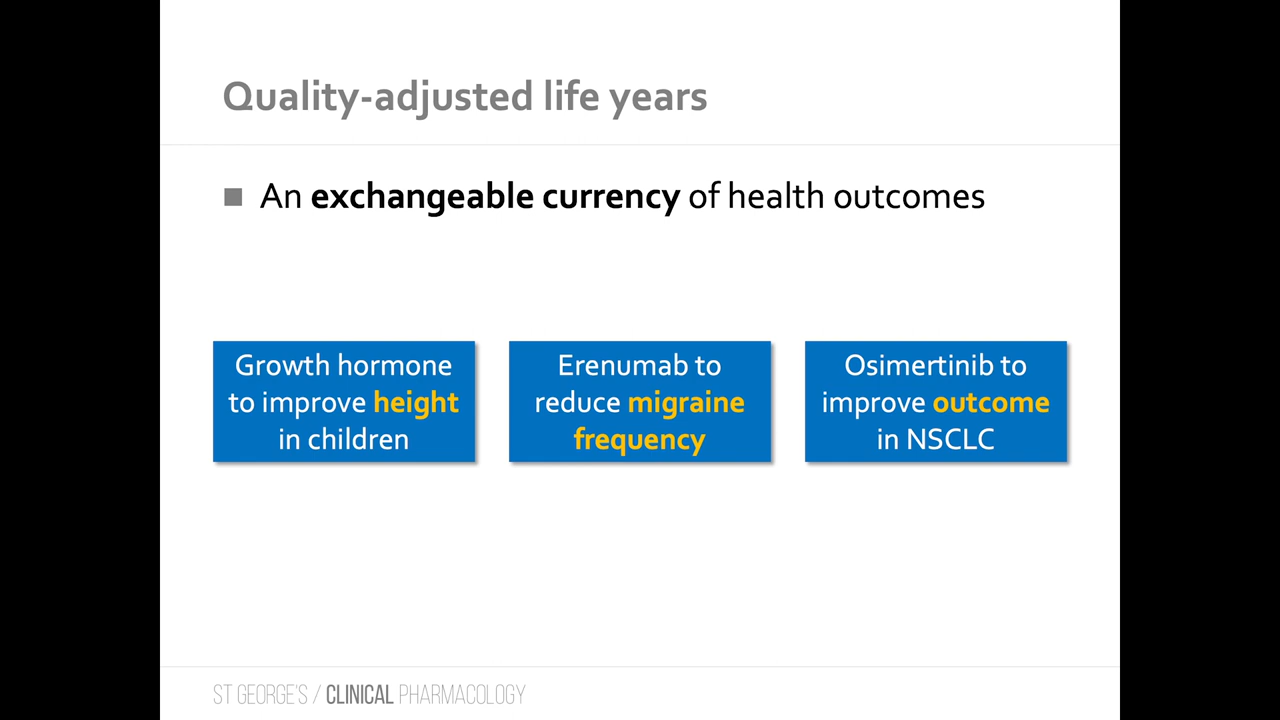 Quality-adjusted life years
An exchangeable currency of health outcomes
Growth hormone
to improve height
in children
Erenumab to
reduce migraine
frequency
Osimertinib to
improve outcome
in NSCLC
ST GEORGE'S / CLINICAL PHARMACOLOGY